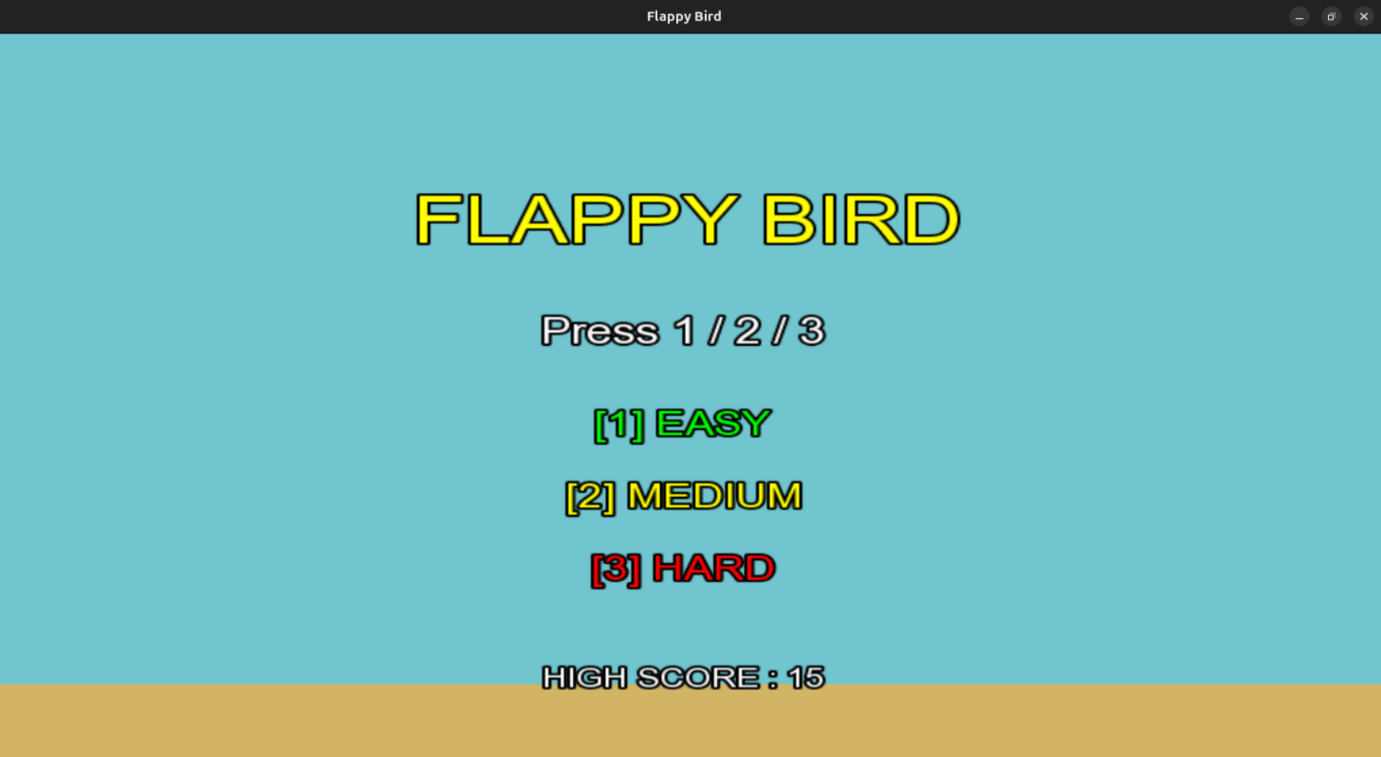 Flappy Bird
FLAPPY BIRD
Press 1 / 2 / 3
[1] EASY
[2] MEDIUM
[3] HARD
HIGH SCORE : 15